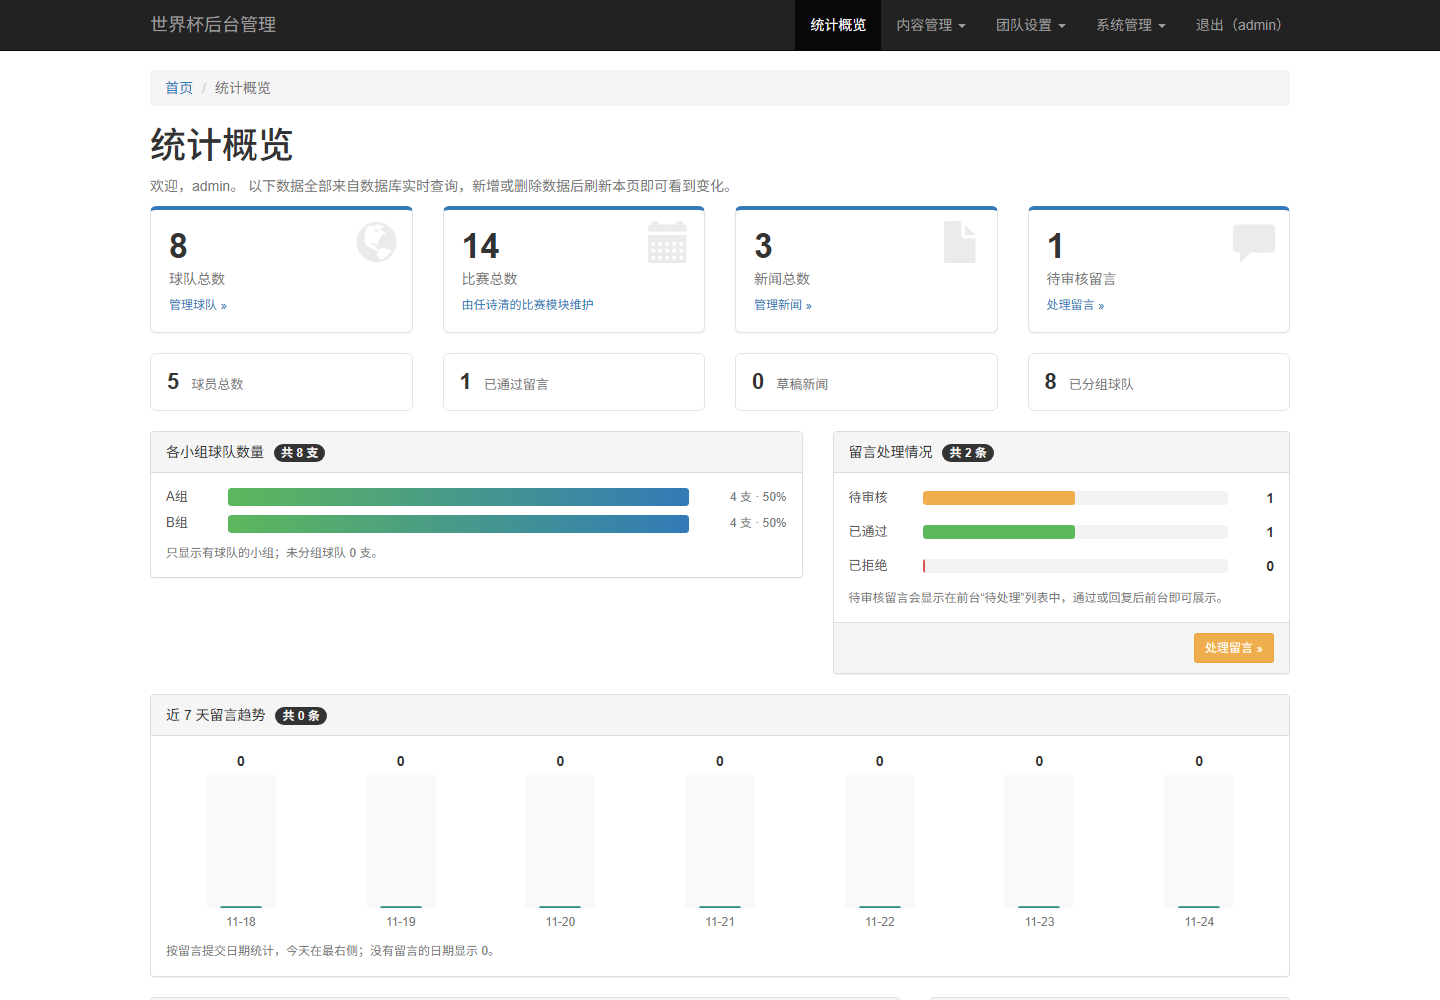 世界杯后台管理
统计概览
内容管理
团队设置
系统管理
退出（admin）
首页 / 统计概览
统计概览
欢迎，admin。 以下数据全部来自数据库实时查询，新增或删除数据后刷新本页即可看到变化。
8
球队总数
管理球队 »
14
比赛总数
由任诗清的比赛模块维护
3
新闻总数
管理新闻 »
1
待审核留言
处理留言 »
5 球员总数
1 已通过留言
0 草稿新闻
8 已分组球队
各小组球队数量 共 8 支
A组 4 支 · 50%
B组 4 支 · 50%
只显示有球队的小组；未分组球队 0 支。
留言处理情况 共 2 条
待审核 1
已通过 1
已拒绝 0
待审核留言会显示在前台“待处理”列表中，通过或回复后前台即可展示。
处理留言 »
近 7 天留言趋势 共 0 条
0 0 0 0 0 0 0
11-18 11-19 11-20 11-21 11-22 11-23 11-24
按留言提交日期统计，今天在最右侧；没有留言的日期显示 0。